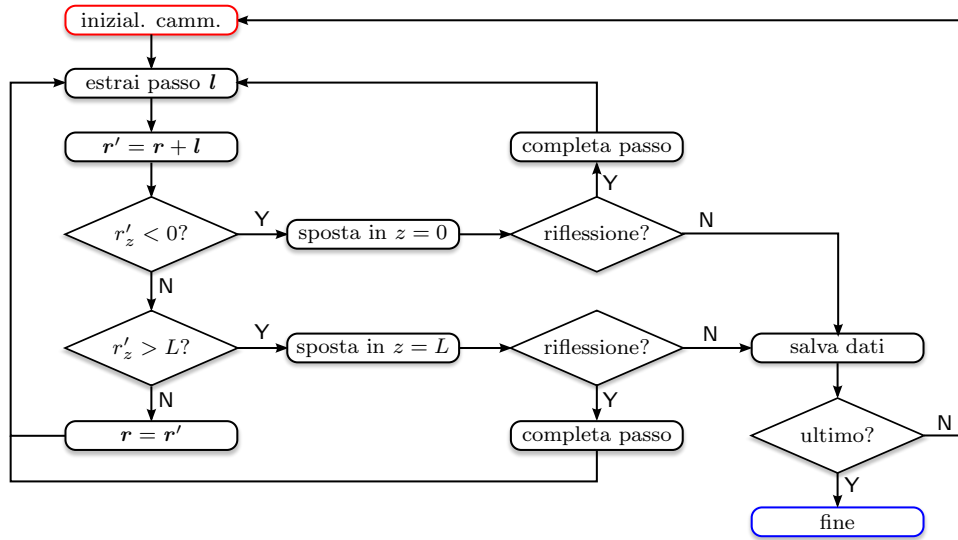 inizial. camm.
estrai passo l
r′ = r + l
completa passo
Y
r′z < 0?
Y
sposta in z = 0
riflessione?
N
N
r′z > L?
Y
sposta in z = L
riflessione?
N
salva dati
N
Y
r = r′
completa passo
ultimo?
N
Y
fine